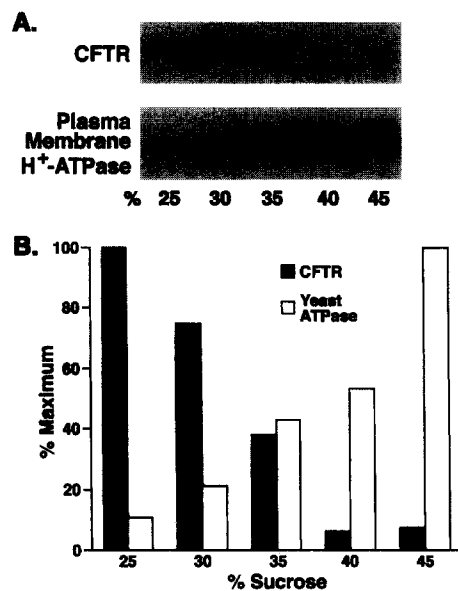 A.
CFTR
Plasma
Membrane
H+-ATPase
% 25 30 35 40 45
B.
100
80
60
40
20
0
% Maximum
CFTR
Yeast
ATPase
25 30 35 40 45
% Sucrose